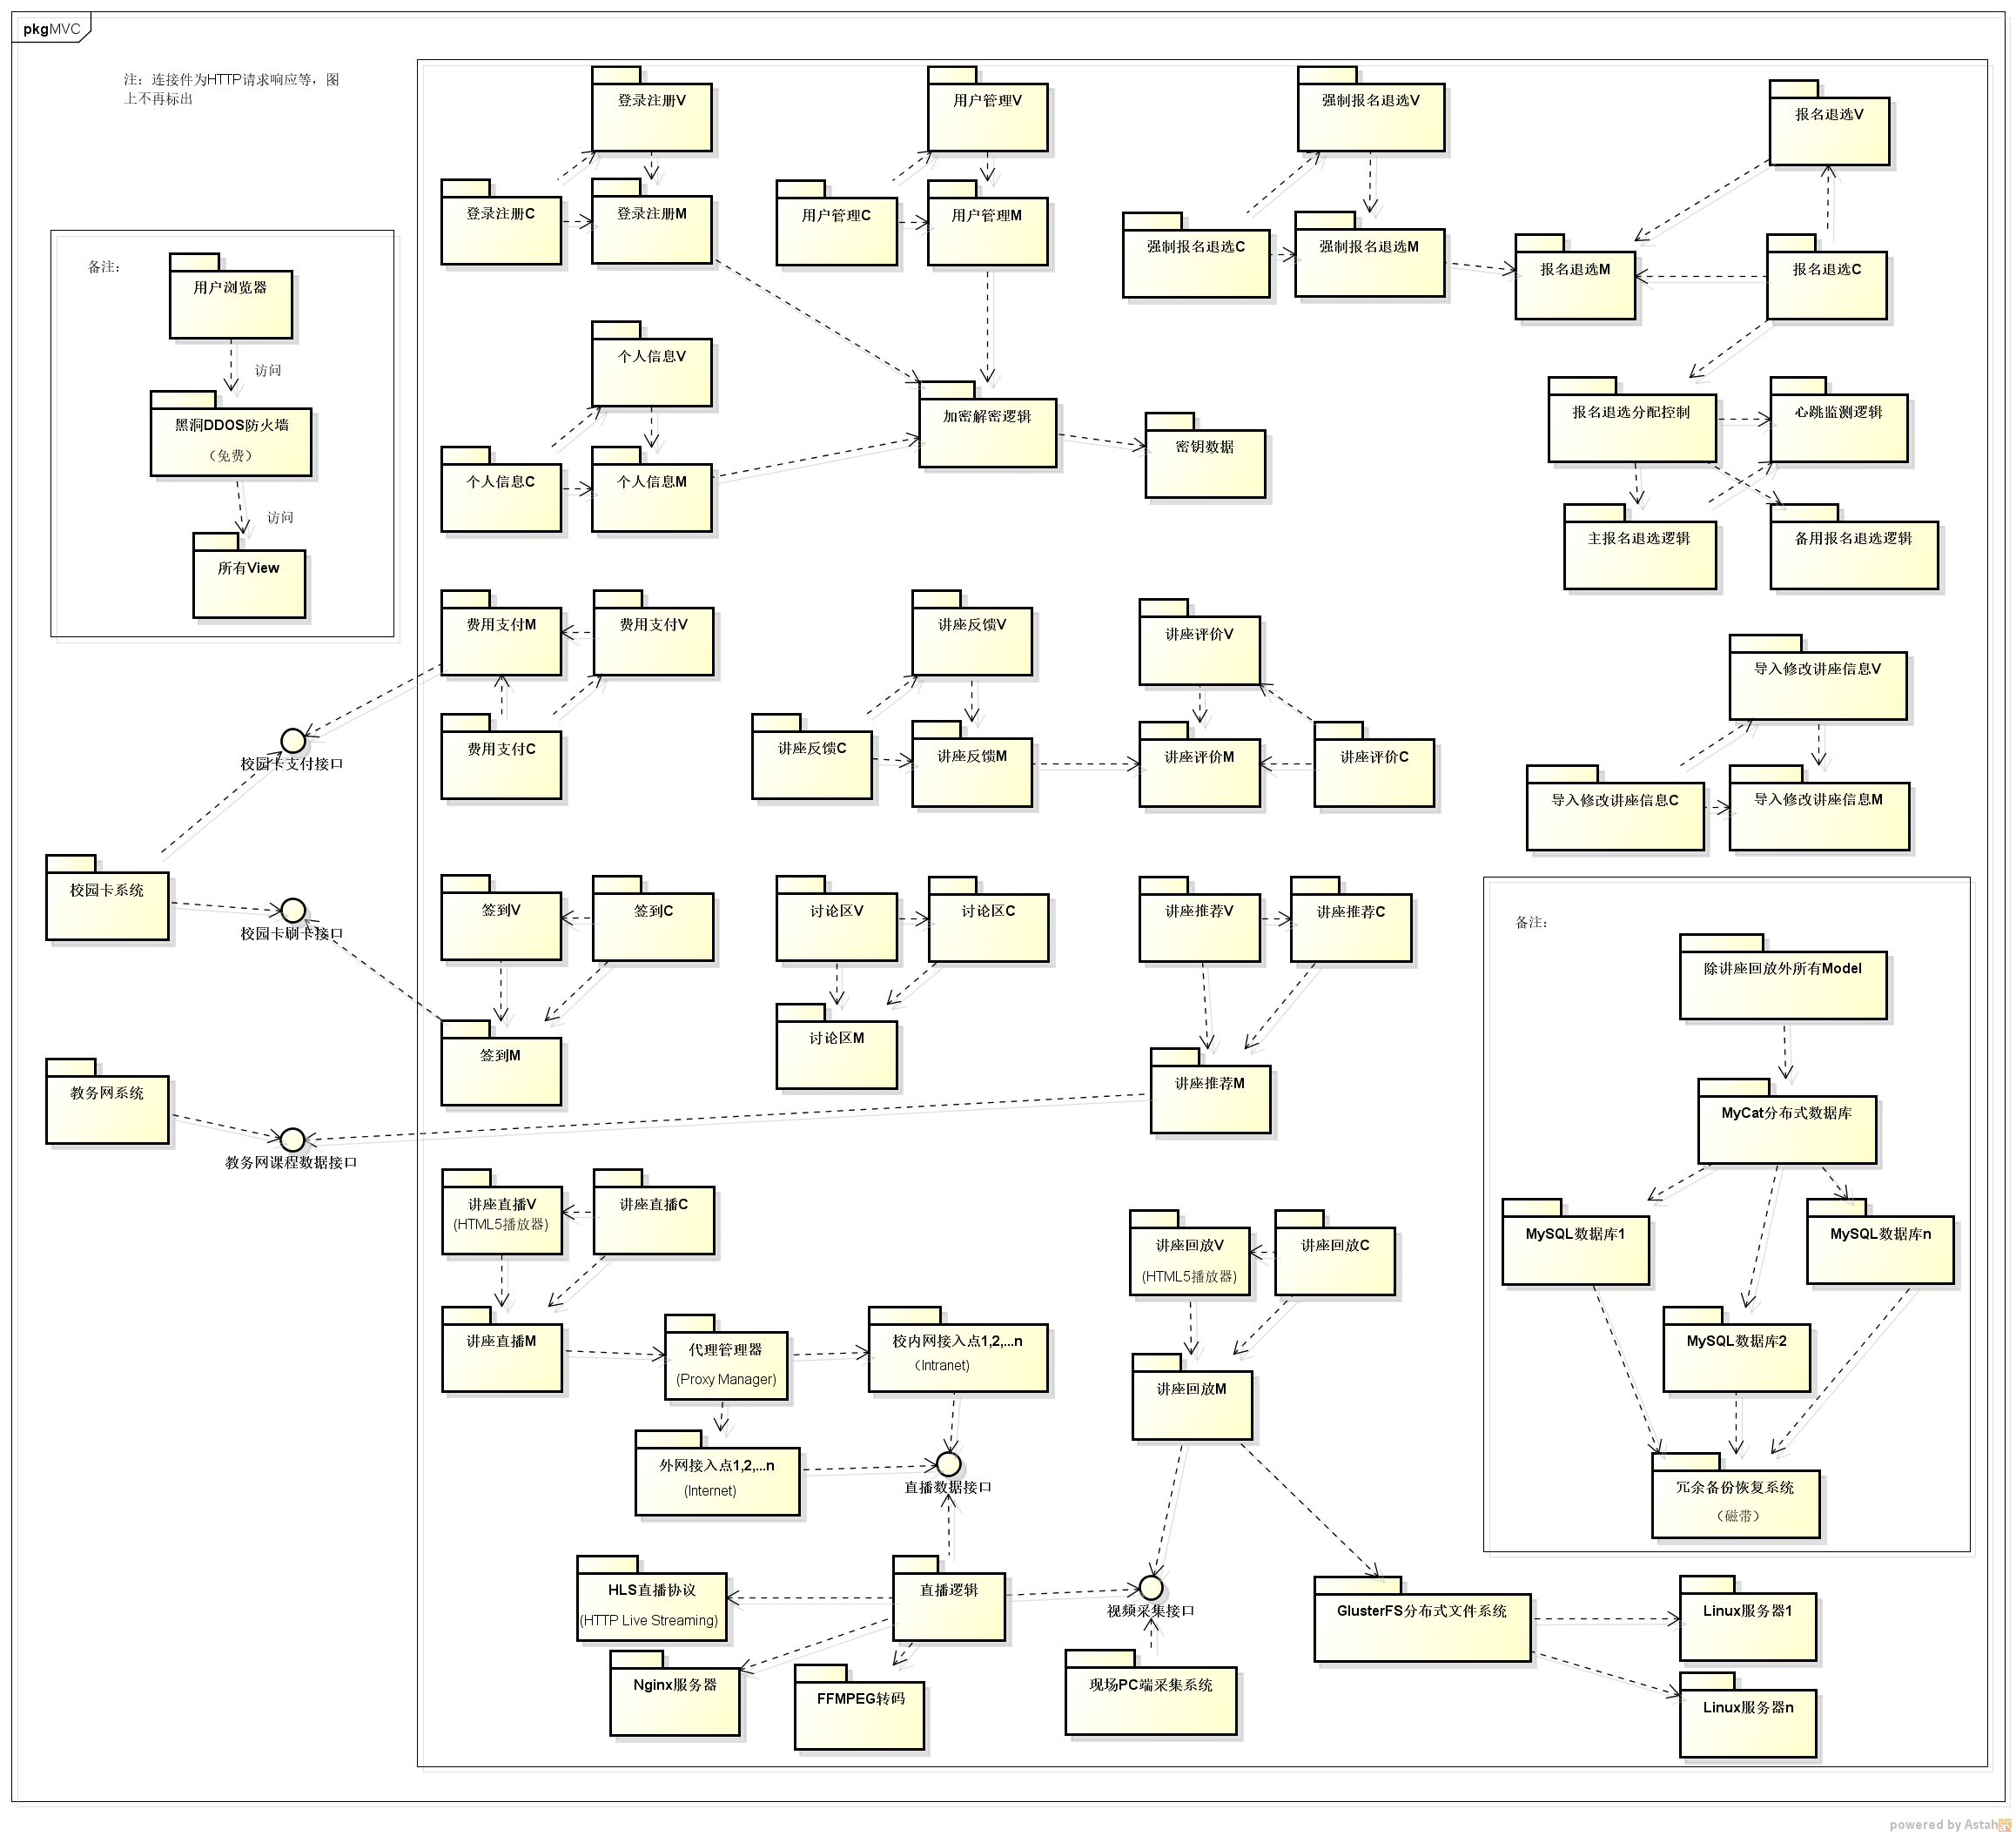 pkgMVC
注：连接件为HTTP请求响应等，图
上不再标出
登录注册V
用户管理V
强制报名退选V
报名退选V
登录注册C
登录注册M
用户管理C
用户管理M
强制报名退选C
强制报名退选M
报名退选M
报名退选C
备注：
用户浏览器
访问
黑洞DDOS防火墙
（免费）
访问
所有View
个人信息V
加密解密逻辑
密钥数据
报名退选分配控制
心跳监测逻辑
个人信息C
个人信息M
主报名退选逻辑
备用报名退选逻辑
费用支付M
费用支付V
讲座反馈V
讲座评价V
导入修改讲座信息V
校园卡支付接口
费用支付C
讲座反馈C
讲座反馈M
讲座评价M
讲座评价C
导入修改讲座信息C
导入修改讲座信息M
校园卡系统
校园卡刷卡接口
签到V
签到C
讨论区V
讨论区C
讲座推荐V
讲座推荐C
备注：
除讲座回放外所有Model
签到M
讨论区M
讲座推荐M
教务网系统
教务网课程数据接口
MyCat分布式数据库
讲座直播V
(HTML5播放器)
讲座直播C
讲座回放V
(HTML5播放器)
讲座回放C
MySQL数据库1
MySQL数据库n
MySQL数据库2
讲座直播M
代理管理器
(Proxy Manager)
校内网接入点1,2,...n
（Intranet)
讲座回放M
外网接入点1,2,...n
(Internet)
直播数据接口
冗余备份恢复系统
（磁带）
HLS直播协议
(HTTP Live Streaming)
直播逻辑
视频采集接口
GlusterFS分布式文件系统
Linux服务器1
Nginx服务器
FFMPEG转码
现场PC端采集系统
Linux服务器n
powered by Astah